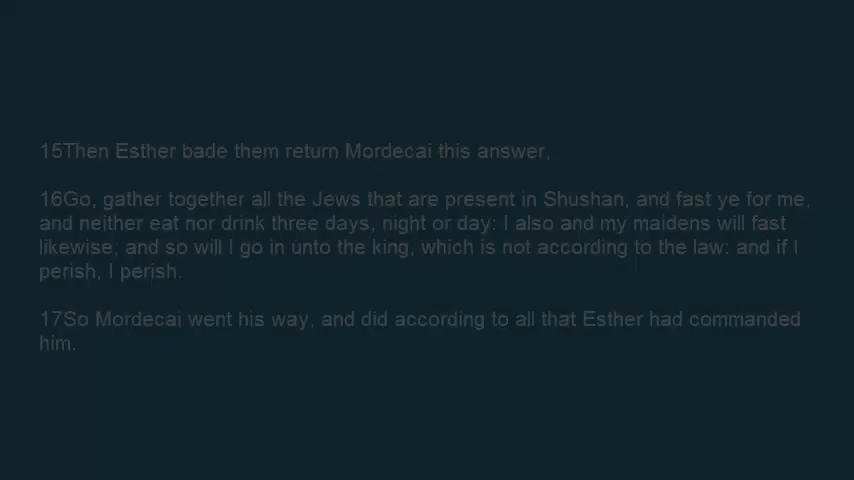 15Then Esther bade them return Mordecai this answer,
16Go, gather together all the Jews that are present in Shushan, and fast ye for me,
and neither eat nor drink three days, night or day: I also and my maidens will fast
likewise; and so will I go in unto the king, which is not according to the law: and if I
perish, I perish.
17So Mordecai went his way, and did according to all that Esther had commanded
him.